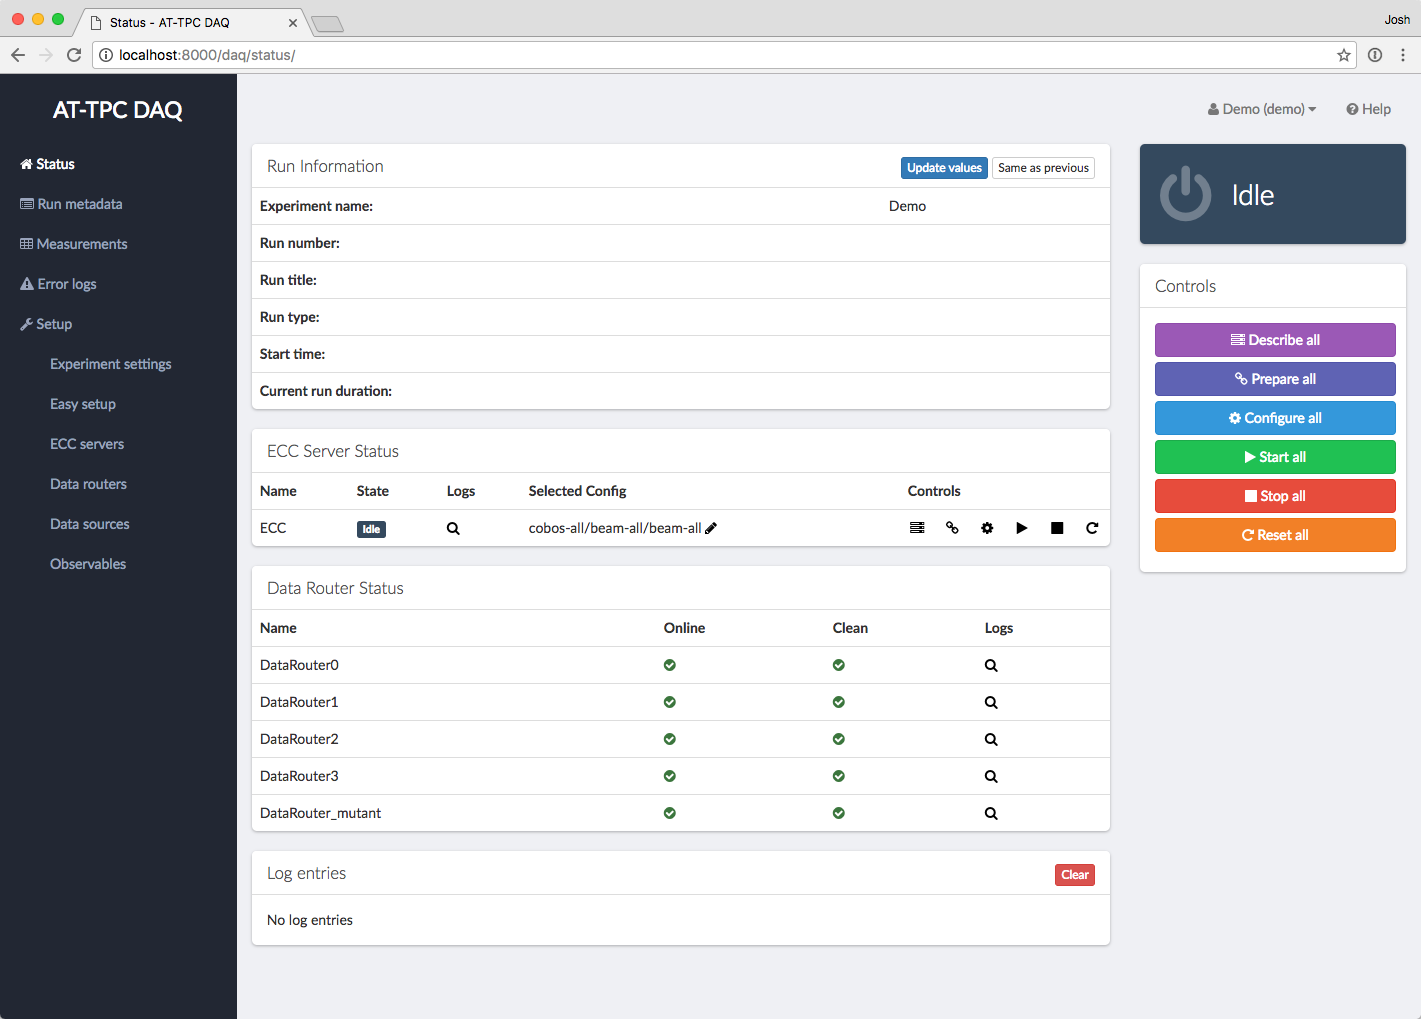 Status - AT-TPC DAQ
Josh
localhost:8000/daq/status/
AT-TPC DAQ
Demo (demo)
Help
Status
Run metadata
Measurements
Error logs
Setup
Experiment settings
Easy setup
ECC servers
Data routers
Data sources
Observables
Run Information
Update values
Same as previous
Experiment name: Demo
Run number:
Run title:
Run type:
Start time:
Current run duration:
ECC Server Status
Name State Logs Selected Config Controls
ECC Idle cobos-all/beam-all/beam-all
Data Router Status
Name Online Clean Logs
DataRouter0
DataRouter1
DataRouter2
DataRouter3
DataRouter_mutant
Log entries
Clear
No log entries
Idle
Controls
Describe all
Prepare all
Configure all
Start all
Stop all
Reset all